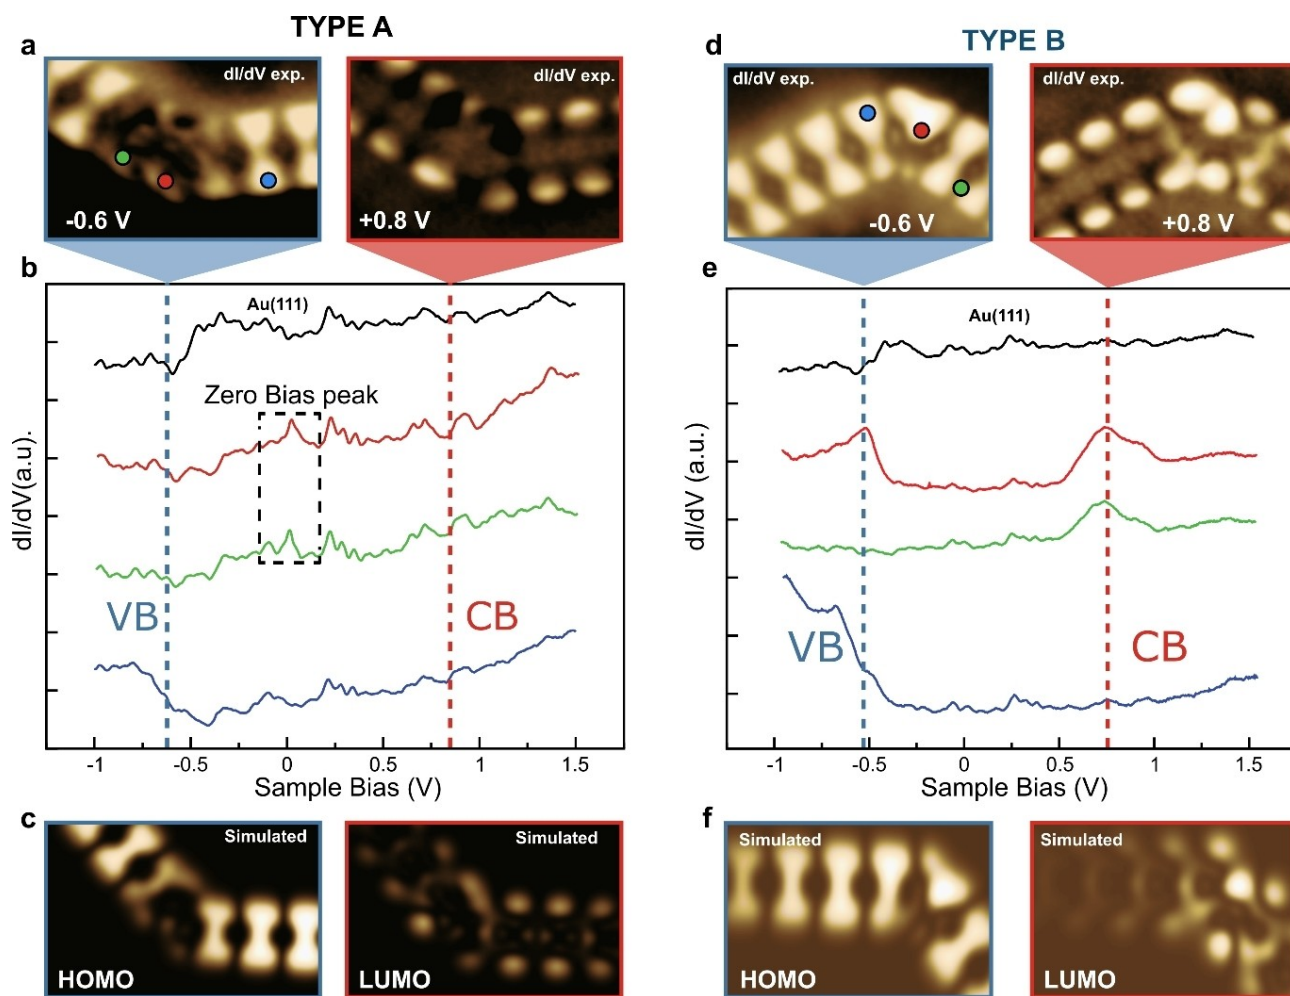 TYPE A
a
dI/dV exp.
-0.6 V
dI/dV exp.
+0.8 V
b
Au(111)
Zero Bias peak
VB
CB
dI/dV(a.u).
-1
-0.5
0
0.5
1
1.5
Sample Bias (V)
c
Simulated
HOMO
Simulated
LUMO
TYPE B
d
dI/dV exp.
-0.6 V
dI/dV exp.
+0.8 V
e
Au(111)
VB
CB
dI/dV (a.u.)
-1
-0.5
0
0.5
1
1.5
Sample Bias (V)
f
Simulated
HOMO
Simulated
LUMO